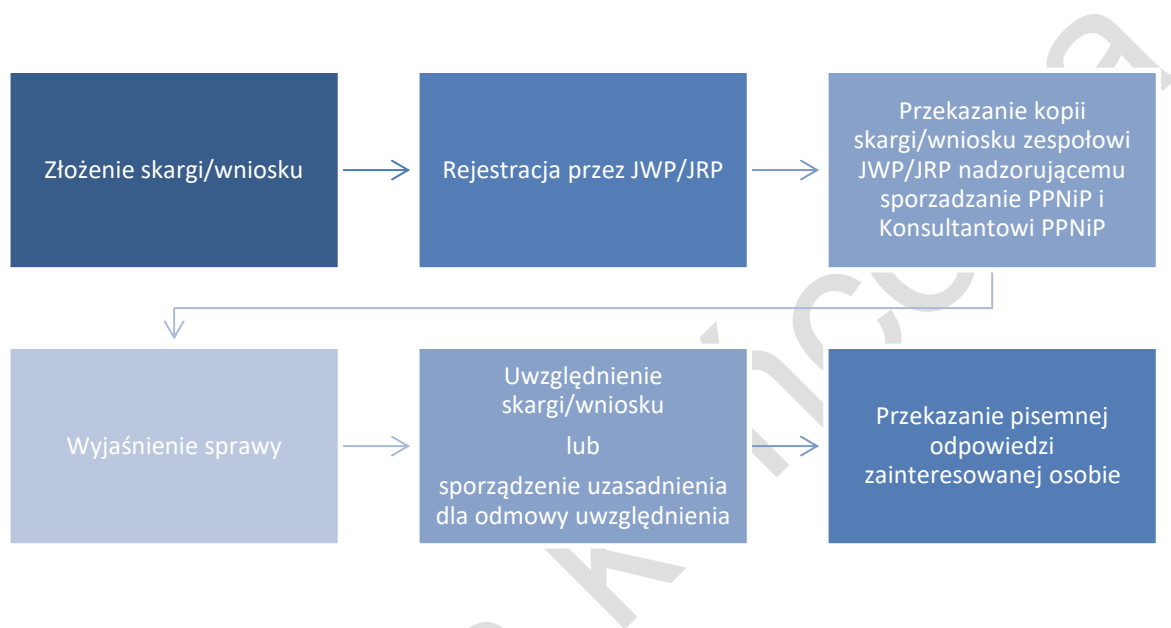 Złożenie skargi/wniosku
Rejestracja przez JWP/JRP
Przekazanie kopii
skargi/wniosku zespołowi
JWP/JRP nadzorującemu
sporzadzanie PPNiP i
Konsultantowi PPNiP
Wyjaśnienie sprawy
Uwzględnienie
skargi/wniosku
lub
sporządzenie uzasadnienia
dla odmowy uwzględnienia
Przekazanie pisemnej
odpowiedzi
zainteresowanej osobie